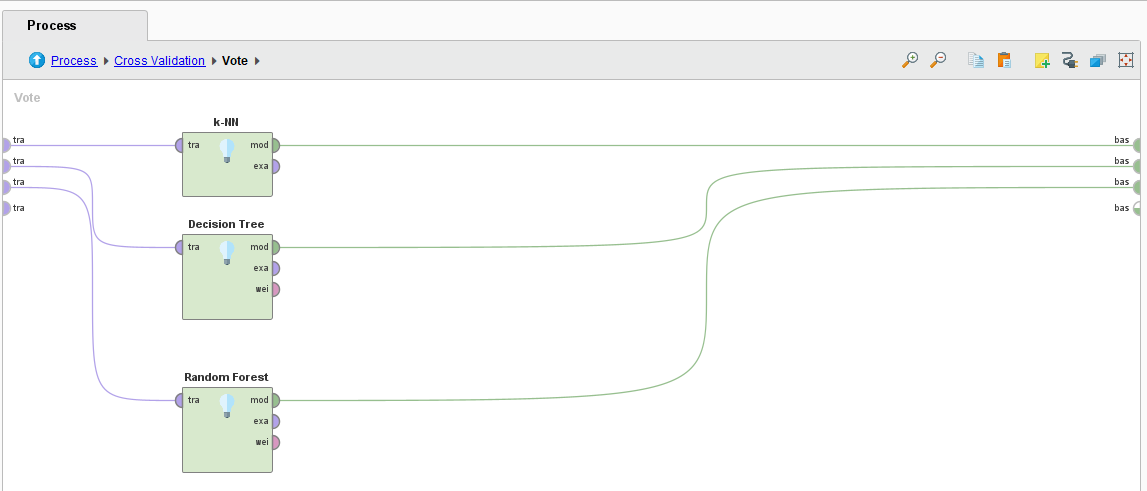 Process
Process Cross Validation Vote
Vote
k-NN
tra tra mod bas
tra exa bas
tra bas
tra bas
Decision Tree
tra mod
exa
wei
Random Forest
tra mod
exa
wei